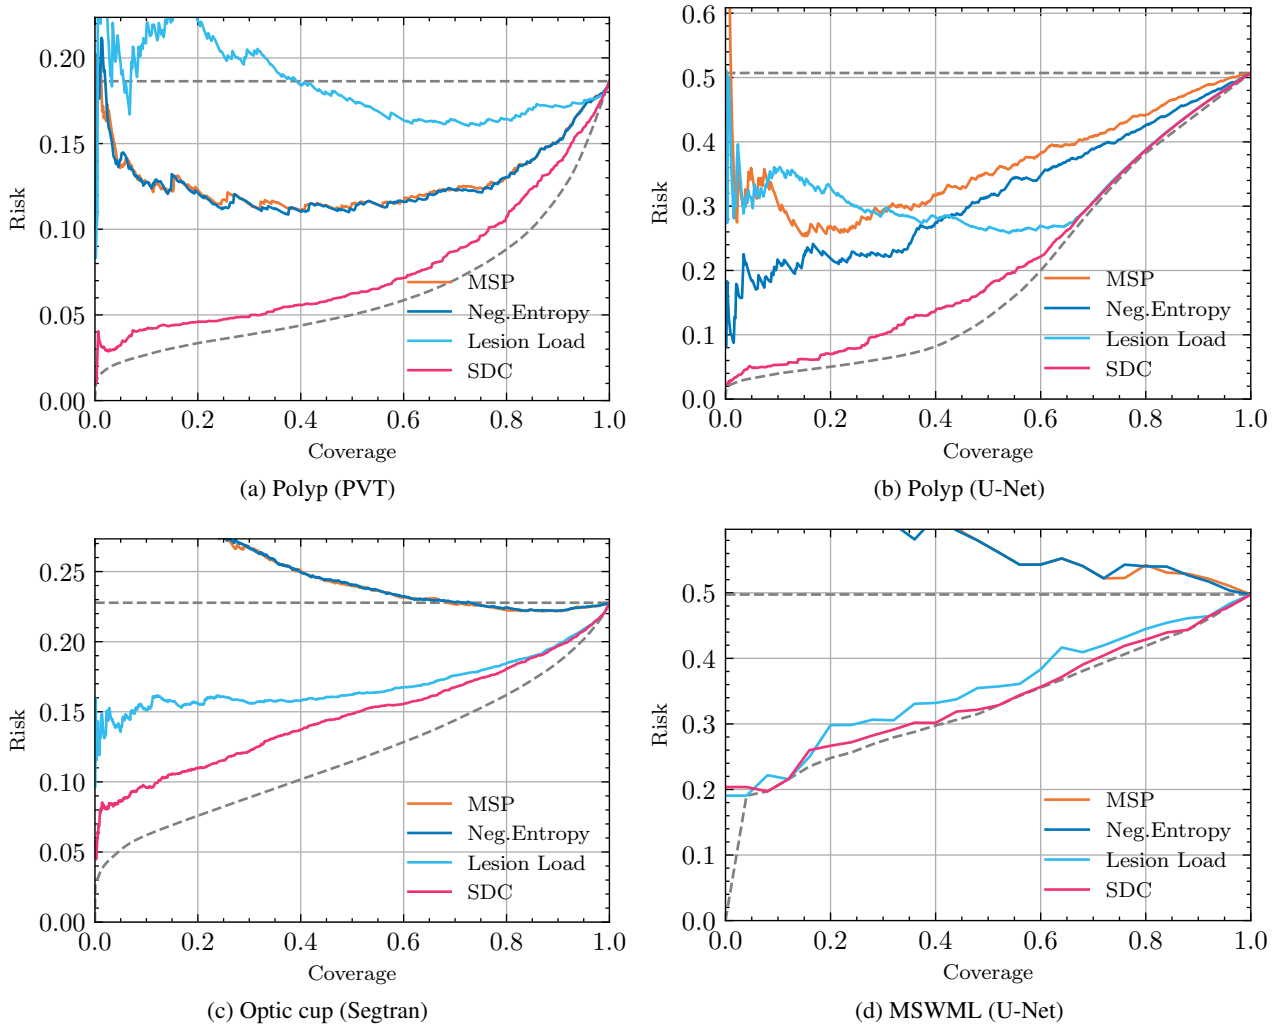 0.20
0.15
0.10
0.05
0.00
Risk
0.0 0.2 0.4 0.6 0.8 1.0
Coverage
MSP
Neg.Entropy
Lesion Load
SDC
(a) Polyp (PVT)
0.6
0.5
0.4
0.3
0.2
0.1
0.0
Risk
0.0 0.2 0.4 0.6 0.8 1.0
Coverage
MSP
Neg.Entropy
Lesion Load
SDC
(b) Polyp (U-Net)
0.25
0.20
0.15
0.10
0.05
0.00
Risk
0.0 0.2 0.4 0.6 0.8 1.0
Coverage
MSP
Neg.Entropy
Lesion Load
SDC
(c) Optic cup (Segtran)
0.5
0.4
0.3
0.2
0.1
0.0
Risk
0.0 0.2 0.4 0.6 0.8 1.0
Coverage
MSP
Neg.Entropy
Lesion Load
SDC
(d) MSWML (U-Net)